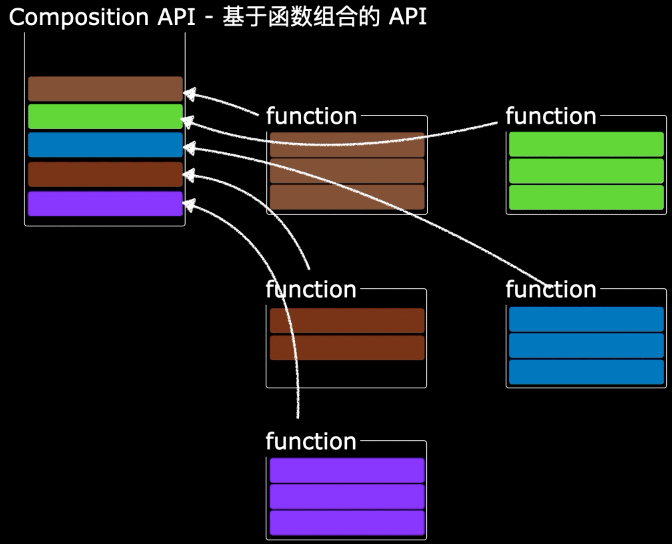 Composition API - 基于函数组合的 API
function
function
function
function
function